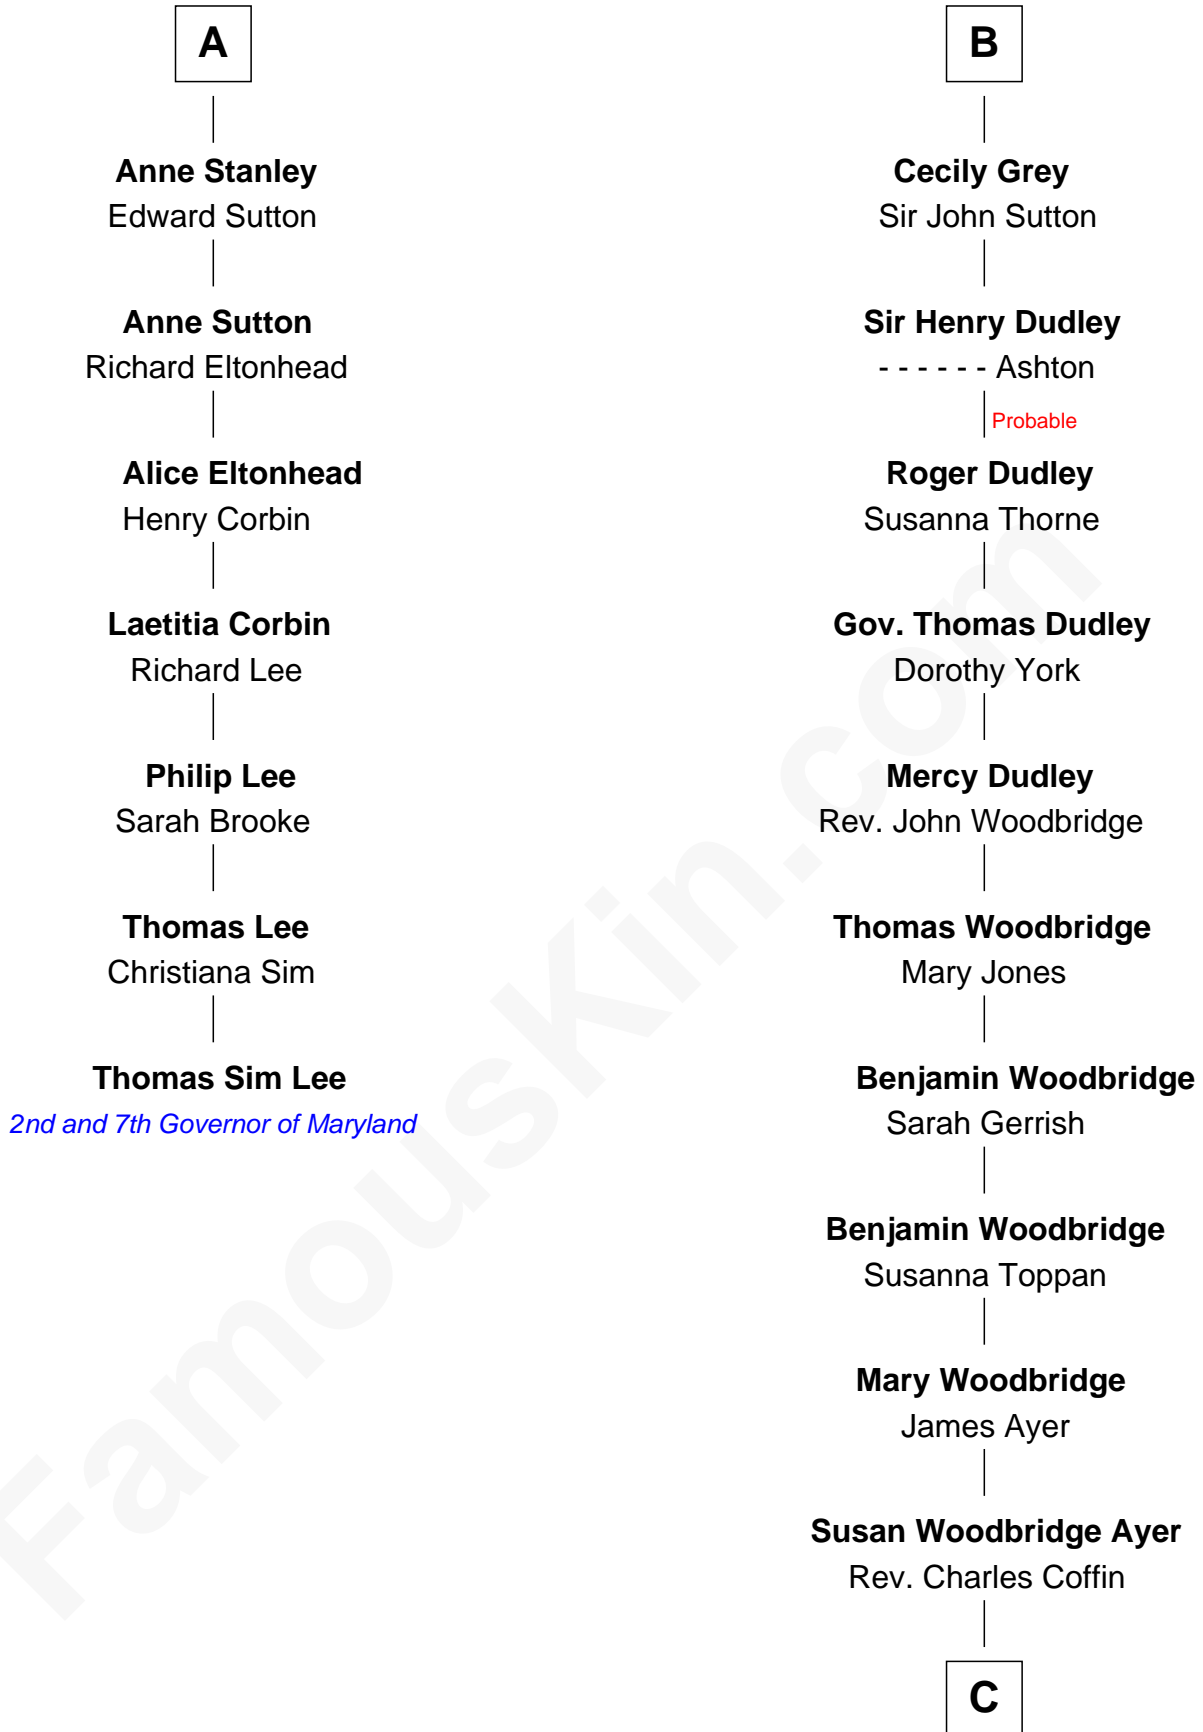 A
Anne Stanley
Edward Sutton
Anne Sutton
Richard Eltonhead
Alice Eltonhead
Henry Corbin
Laetitia Corbin
Richard Lee
Philip Lee
Sarah Brooke
Thomas Lee
Christiana Sim
Thomas Sim Lee
2nd and 7th Governor of Maryland
B
Cecily Grey
Sir John Sutton
Sir Henry Dudley
- - - - - - Ashton
Probable
Roger Dudley
Susanna Thorne
Gov. Thomas Dudley
Dorothy York
Mercy Dudley
Rev. John Woodbridge
Thomas Woodbridge
Mary Jones
Benjamin Woodbridge
Sarah Gerrish
Benjamin Woodbridge
Susanna Toppan
Mary Woodbridge
James Ayer
Susan Woodbridge Ayer
Rev. Charles Coffin
C
FamousKin.com